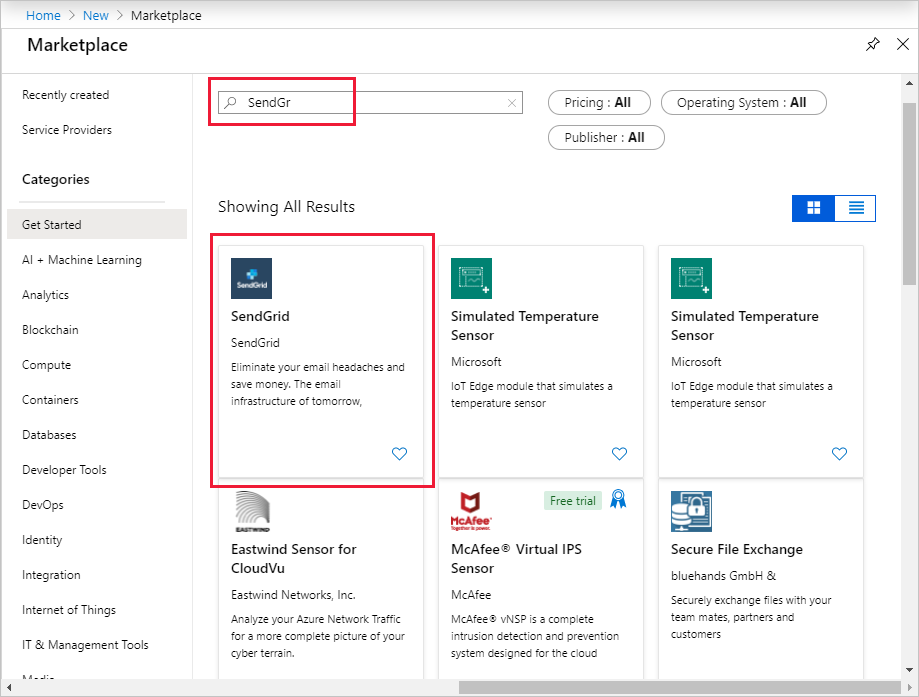 Home > New > Marketplace
Marketplace
Recently created
Service Providers
Categories
Get Started
AI + Machine Learning
Analytics
Blockchain
Compute
Containers
Databases
Developer Tools
DevOps
Identity
Integration
Internet of Things
IT & Management Tools
Media
SendGr
Pricing : All
Operating System : All
Publisher : All
Showing All Results
SendGrid
SendGrid
SendGrid
Eliminate your email headaches and
save money. The email
infrastructure of tomorrow,
Simulated Temperature
Sensor
Microsoft
IoT Edge module that simulates a
temperature sensor
Simulated Temperature
Sensor
Microsoft
IoT Edge module that simulates a
temperature sensor
EASTWIND
Eastwind Sensor for
CloudVu
Eastwind Networks, Inc.
Analyze your Azure Network Traffic
for a more complete picture of your
cyber terrain.
McAfee
Together is power.
Free trial
McAfee® Virtual IPS
Sensor
McAfee
McAfee® vNSP is a complete
intrusion detection and prevention
system designed for the cloud
Secure File Exchange
bluehands GmbH &
Securely exchange files with your
team mates, partners and
customers